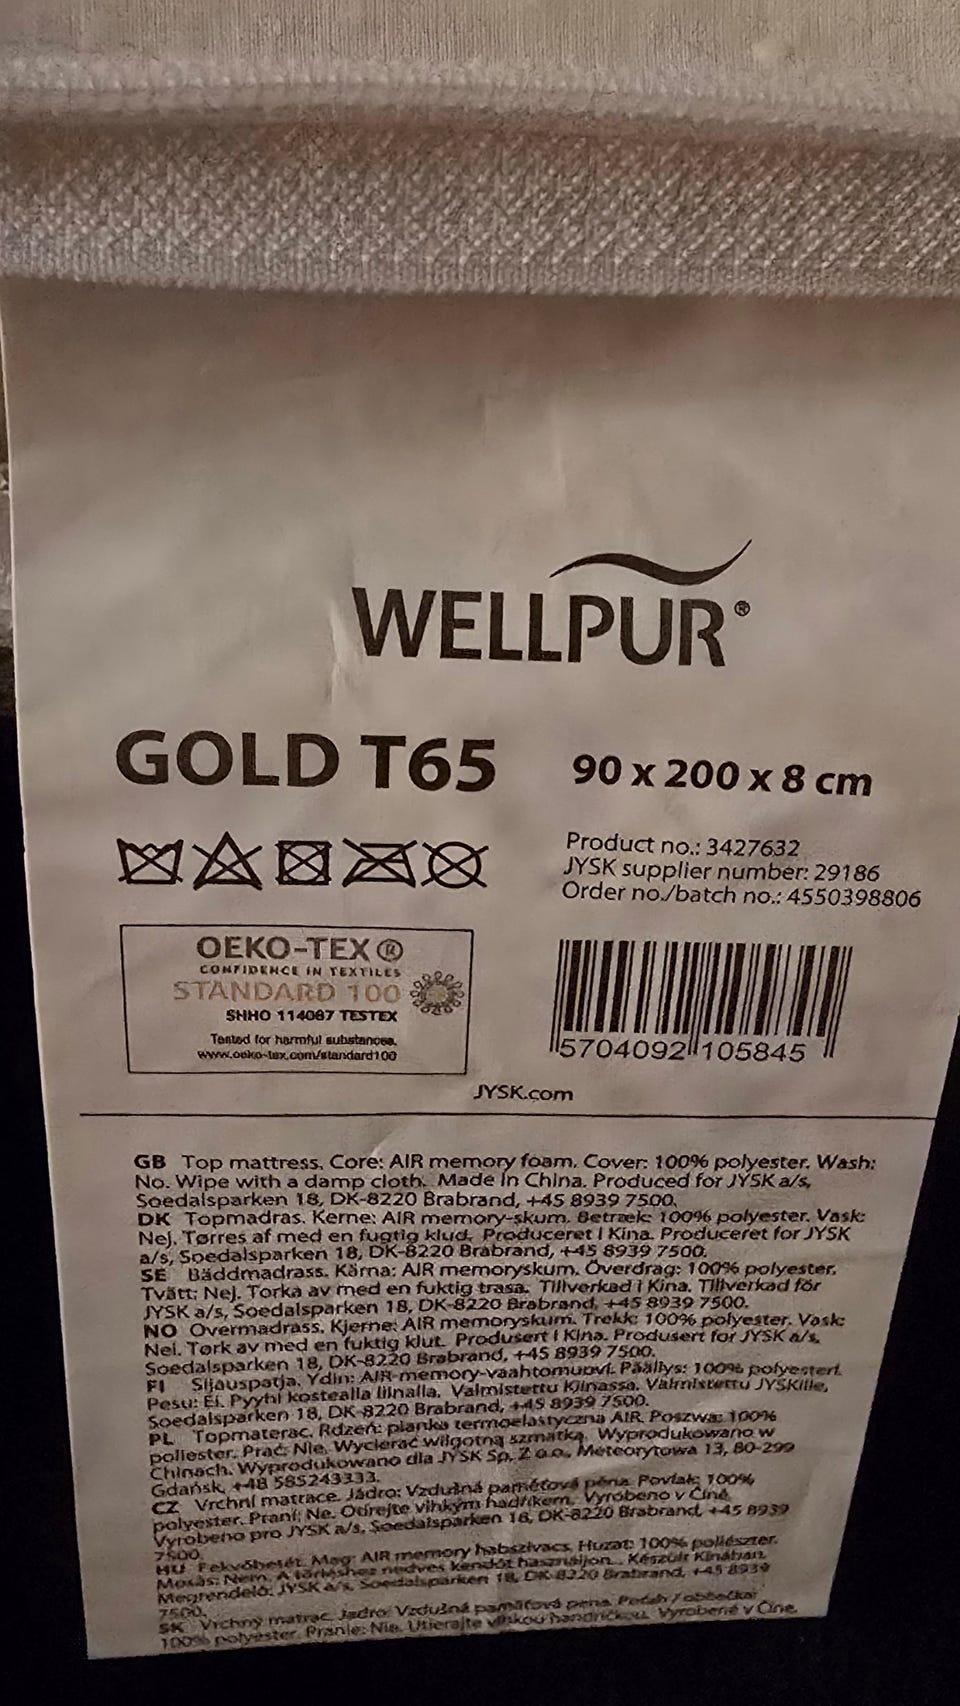 WELLPUR®
GOLD T65
90 x 200 x 8 cm
Product no.: 3427632
JYSK supplier number: 29186
Order no./batch no.: 4550398806
OEKO-TEX ®
CONFIDENCE IN TEXTILES
STANDARD 100
SHHO 114087 TESTEX
Tested for harmful substances.
www.oeko-tex.com/standard100
5704092 105845
JYSK.com
GB Top mattress. Core: AIR memory foam. Cover: 100% polyester. Wash:
No. Wipe with a damp cloth. Made in China. Produced for JYSK a/s,
Soedalsparken 18, DK-8220 Brabrand, +45 8939 7500.
DK Topmadras. Kerne: AIR memory-skum. Betræk: 100% polyester. Vask:
Nej. Tørres af med en fugtig klud. Produceret i Kina. Produceret for JYSK
a/s, Soedalsparken 18, DK-8220 Brabrand, +45 8939 7500.
SE Bäddmadrass. Kärna: AIR memoryskum. Överdrag: 100% polyester.
Tvätt: Nej. Torka av med en fuktig trasa. Tillverkad i Kina. Tillverkad för
JYSK a/s, Soedalsparken 18, DK-8220 Brabrand, +45 8939 7500.
NO Overmadrass. Kjerne: AIR memoryskum. Trekk: 100% polyester. Vask:
Nei. Tørk av med en fuktig klut. Produsert i Kina. Produsert for JYSK a/s,
Soedalsparken 18, DK-8220 Brabrand, +45 8939 7500.
FI Sijauspatja. Ydin: AIR-memory-vaahtomuovi. Päällys: 100% polyesteri.
Pesu: Ei. Pyyhi kostealla liinalla. Valmistettu Kiinassa. Valmistettu JYSKille,
Soedalsparken 18, DK-8220 Brabrand, +45 8939 7500.
PL Topmaterac. Rdzeń: pianka termoelastyczna AIR. Poszwa: 100%
poliester. Prać: Nie. Wycierać wilgotną szmatką. Wyprodukowano w
Chinach. Wyprodukowano dla JYSK Sp. Z o.o., Meteorytowa 13, 80-299
Gdańsk, +48 585243333.
CZ Vrchní matrace. Jádro: Vzdušná paměťová pěna. Povlak: 100%
polyester. Praní: Ne. Otírejte vlhkým hadříkem. Vyrobeno v Číně.
Vyrobeno pro JYSK a/s, Soedalsparken 18, DK-8220 Brabrand, +45 8939
7500.
HU Fekvőbetét. Mag: AIR memory habszivacs. Huzat: 100% poliészter.
Mosás: Nem. A törléshez nedves kendőt használjon. Készült Kínában.
Megrendelő: JYSK a/s, Soedalsparken 18, DK-8220 Brabrand, +45 8939
7500.
SK Vrchný matrac. Jadro: Vzdušná pamäťová pena. Poťah / obliečka:
100% polyester. Pranie: Nie. Utierajte vlhkou handričkou. Vyrobené v Číne.